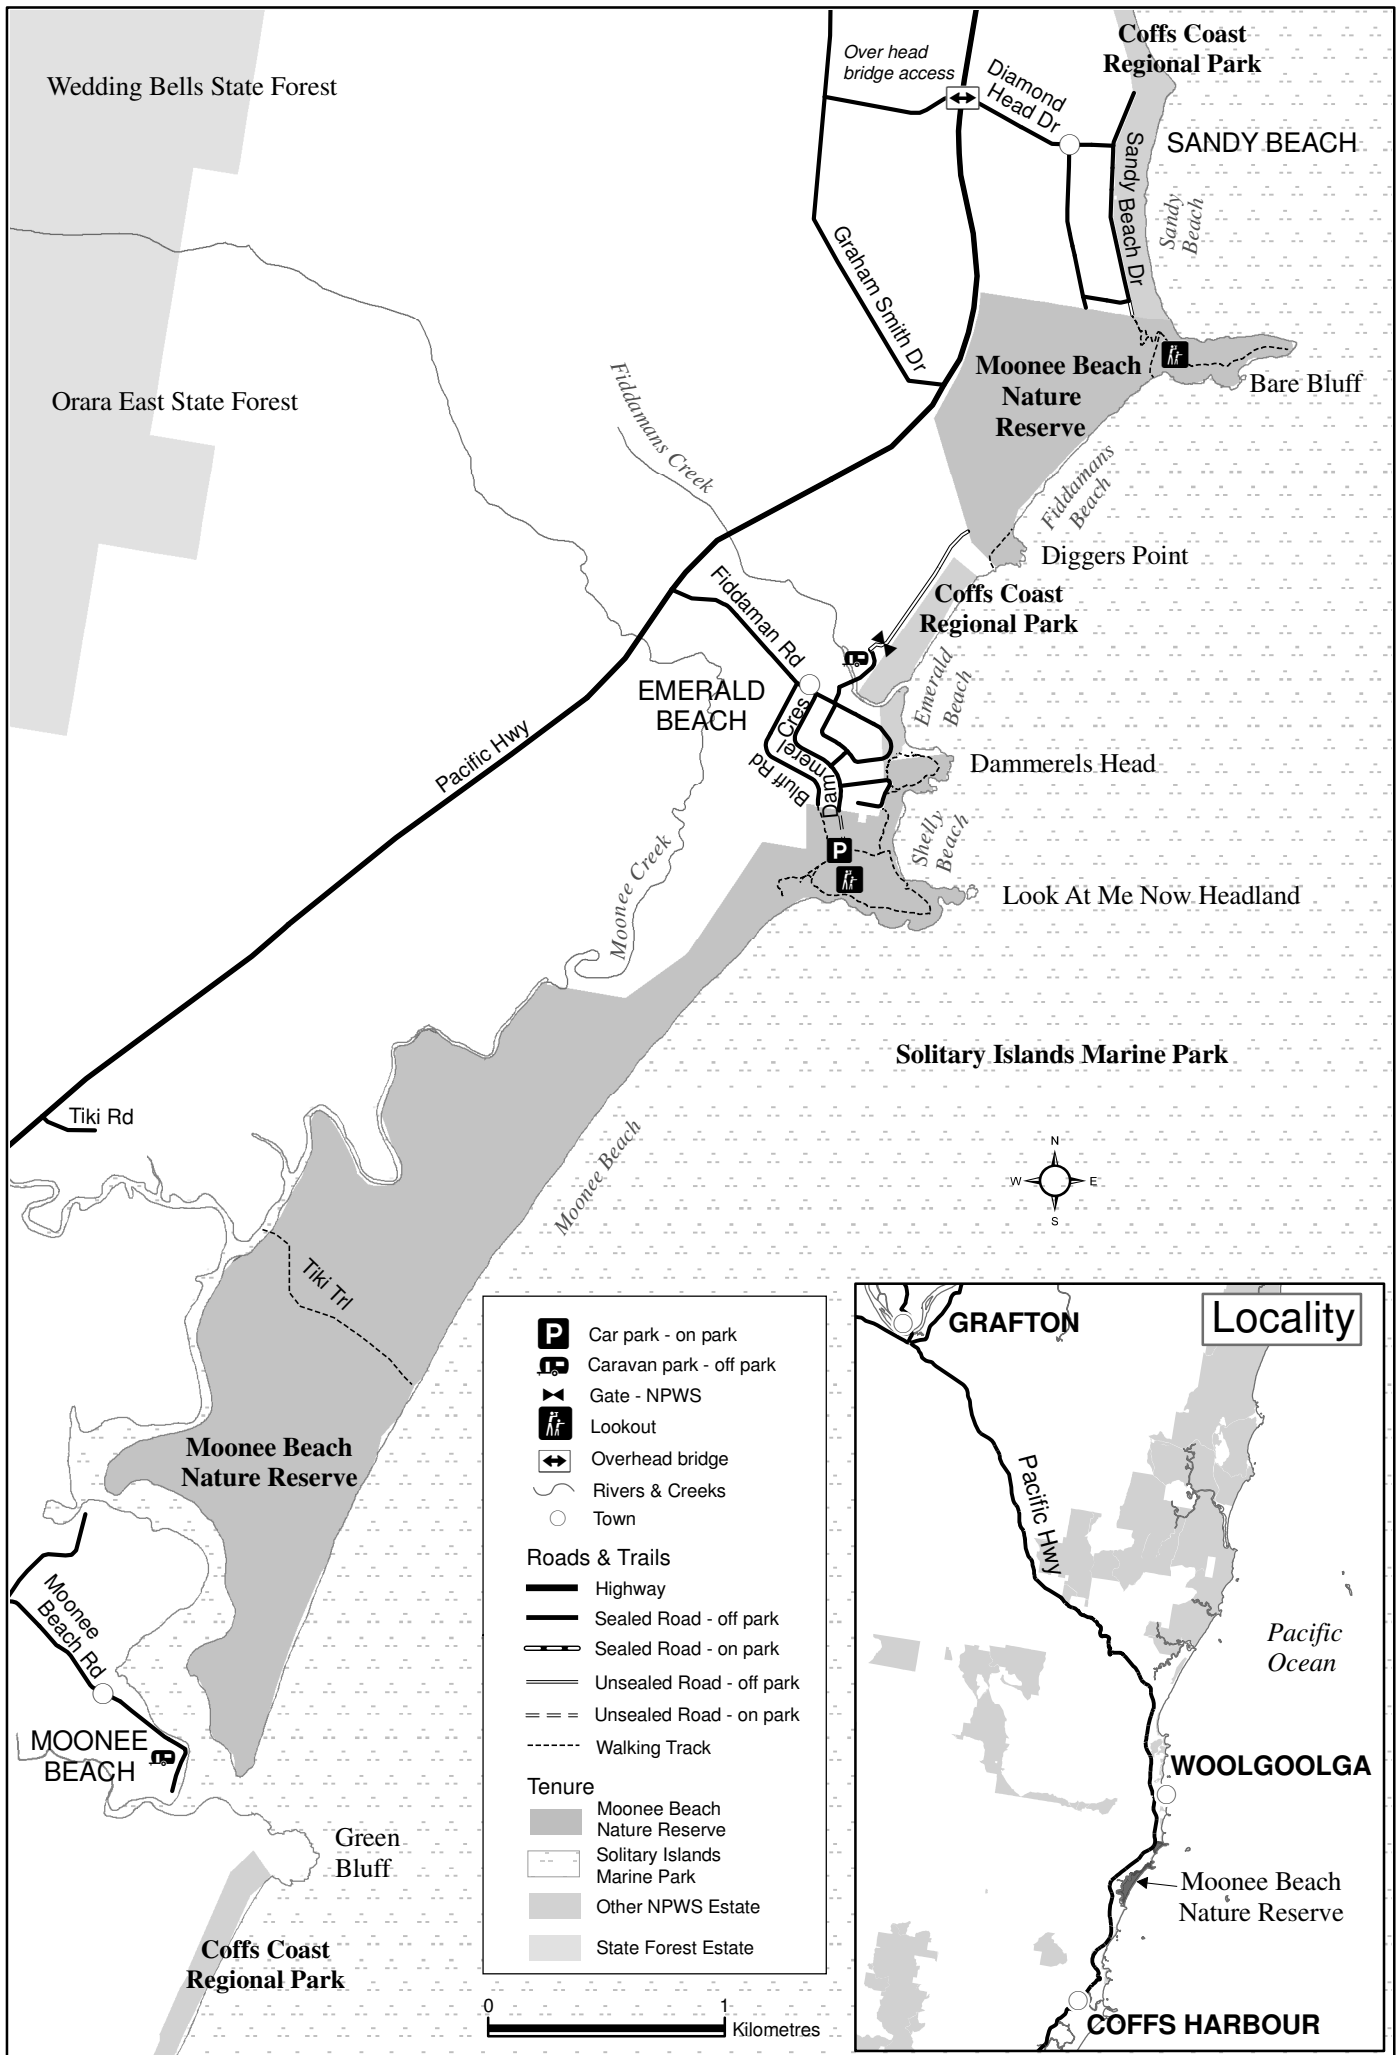 Coffs Coast
Regional Park
Over head
bridge access
Diamond
Head Dr
Wedding Bells State Forest
SANDY BEACH
Sandy Beach Dr
Sandy
Beach
Graham Smith Dr
Moonee Beach
Nature
Reserve
Bare Bluff
Orara East State Forest
Fiddamans Creek
Fiddamans
Beach
Diggers Point
Coffs Coast
Regional Park
Fiddaman Rd
EMERALD
BEACH
Emerald
Beach
Dammerel Cres
Bluff Rd
Pacific Hwy
Dammerels Head
Shelly
Beach
P
Moonee Creek
Look At Me Now Headland
Solitary Islands Marine Park
Tiki Rd
Moonee Beach
N
W
E
S
Tiki Trl
Moonee Beach
Nature Reserve
Moonee
Beach Rd
MOONEE
BEACH
Green
Bluff
Coffs Coast
Regional Park
P
Car park - on park
Caravan park - off park
Gate - NPWS
Lookout
Overhead bridge
Rivers & Creeks
Town
Roads & Trails
Highway
Sealed Road - off park
Sealed Road - on park
Unsealed Road - off park
Unsealed Road - on park
Walking Track
Tenure
Moonee Beach
Nature Reserve
Solitary Islands
Marine Park
Other NPWS Estate
State Forest Estate
0 1
Kilometres
Locality
GRAFTON
Pacific Hwy
Pacific
Ocean
WOOLGOOLGA
Moonee Beach
Nature Reserve
COFFS HARBOUR